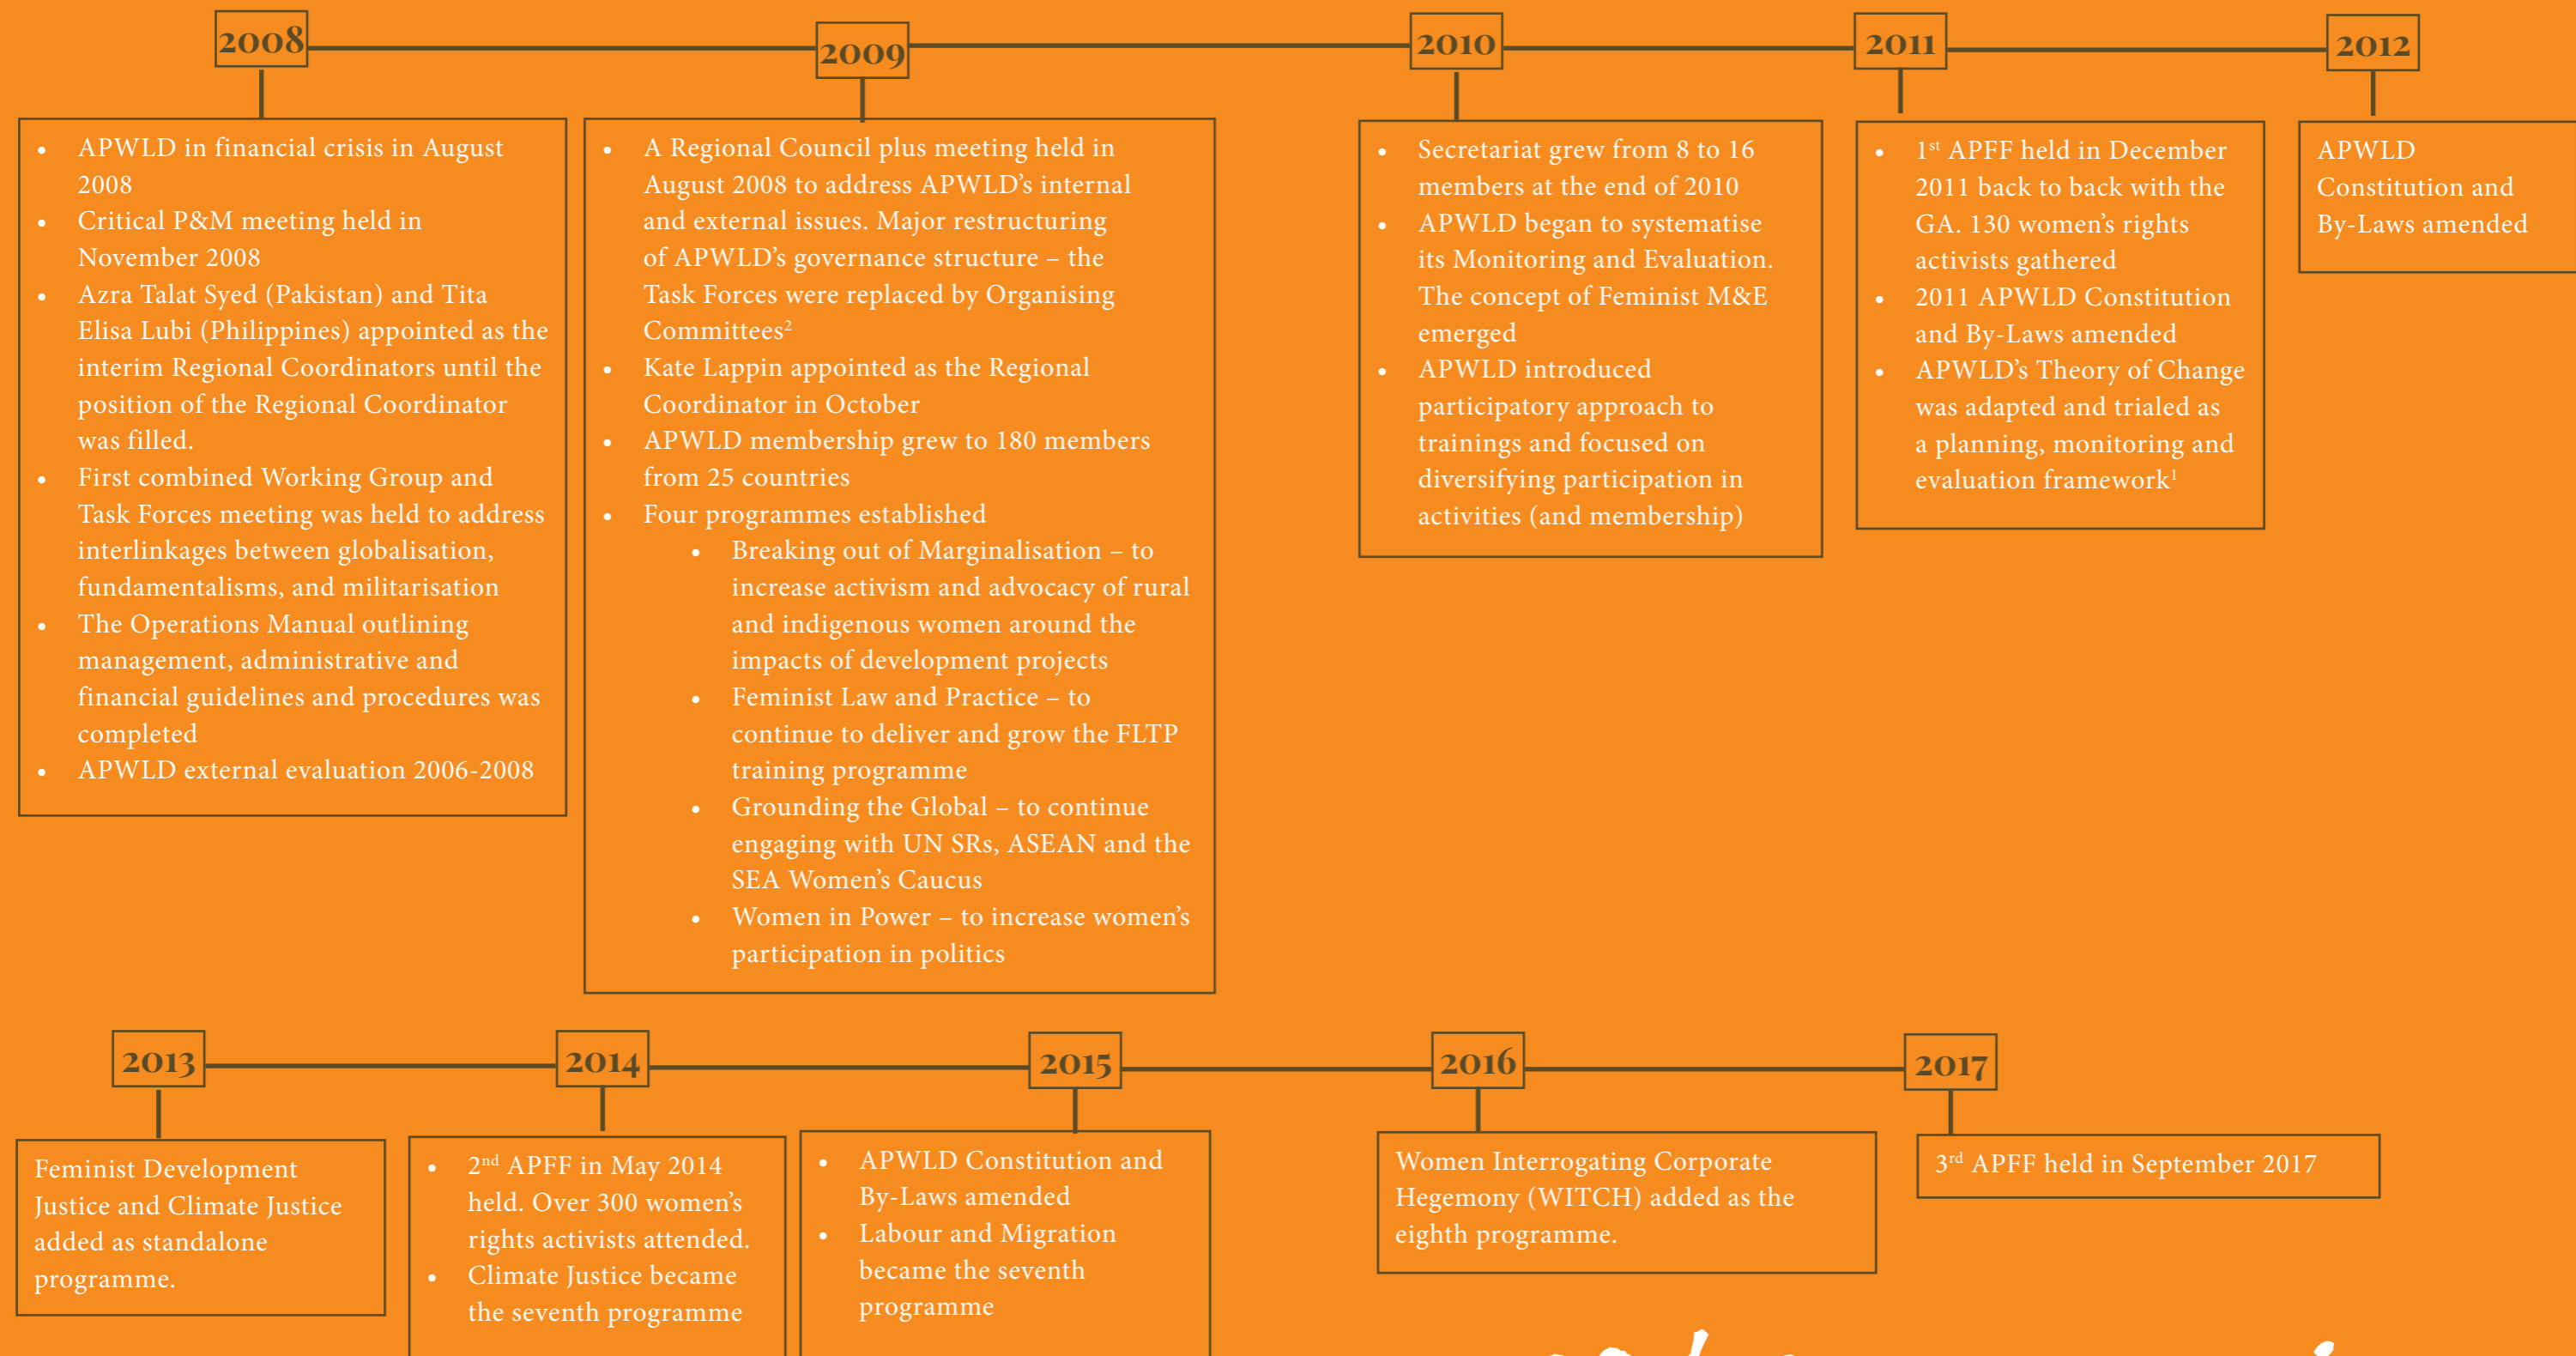 2008
2009
2010
2011
2012
• APWLD in financial crisis in August
2008
• Critical P&M meeting held in
November 2008
• Azra Talat Syed (Pakistan) and Tita
Elisa Lubi (Philippines) appointed as the
interim Regional Coordinators until the
position of the Regional Coordinator
was filled.
• First combined Working Group and
Task Forces meeting was held to address
interlinkages between globalisation,
fundamentalisms, and militarisation
• The Operations Manual outlining
management, administrative and
financial guidelines and procedures was
completed
• APWLD external evaluation 2006-2008
• A Regional Council plus meeting held in
August 2008 to address APWLD's internal
and external issues. Major restructuring
of APWLD's governance structure – the
Task Forces were replaced by Organising
Committees²
• Kate Lappin appointed as the Regional
Coordinator in October
• APWLD membership grew to 180 members
from 25 countries
• Four programmes established
• Breaking out of Marginalisation – to
increase activism and advocacy of rural
and indigenous women around the
impacts of development projects
• Feminist Law and Practice – to
continue to deliver and grow the FLTP
training programme
• Grounding the Global – to continue
engaging with UN SRs, ASEAN and the
SEA Women's Caucus
• Women in Power – to increase women's
participation in politics
• Secretariat grew from 8 to 16
members at the end of 2010
• APWLD began to systematise
its Monitoring and Evaluation.
The concept of Feminist M&E
emerged
• APWLD introduced
participatory approach to
trainings and focused on
diversifying participation in
activities (and membership)
• 1st APFF held in December
2011 back to back with the
GA. 130 women's rights
activists gathered
• 2011 APWLD Constitution
and By-Laws amended
• APWLD's Theory of Change
was adapted and trialed as
a planning, monitoring and
evaluation framework¹
APWLD
Constitution and
By-Laws amended
2013
2014
2015
2016
2017
Feminist Development
Justice and Climate Justice
added as standalone
programme.
• 2nd APFF in May 2014
held. Over 300 women's
rights activists attended.
• Climate Justice became
the seventh programme
• APWLD Constitution and
By-Laws amended
• Labour and Migration
became the seventh
programme
Women Interrogating Corporate
Hegemony (WITCH) added as the
eighth programme.
3rd APFF held in September 2017